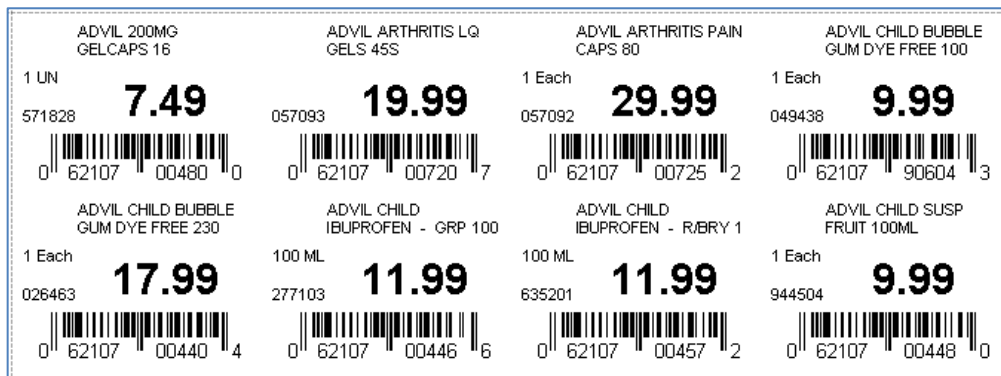 ADVIL 200MG
GELCAPS 16
1 UN
571828
7.49
0 62107 00480 0
ADVIL ARTHRITIS LQ
GELS 45S
057093
19.99
0 62107 00720 7
ADVIL ARTHRITIS PAIN
CAPS 80
1 Each
057092
29.99
0 62107 00725 2
ADVIL CHILD BUBBLE
GUM DYE FREE 100
1 Each
049438
9.99
0 62107 90604 3
ADVIL CHILD BUBBLE
GUM DYE FREE 230
1 Each
026463
17.99
0 62107 00440 4
ADVIL CHILD
IBUPROFEN - GRP 100
100 ML
277103
11.99
0 62107 00446 6
ADVIL CHILD
IBUPROFEN - R/BRY 1
100 ML
635201
11.99
0 62107 00457 2
ADVIL CHILD SUSP
FRUIT 100ML
1 Each
944504
9.99
0 62107 00448 0